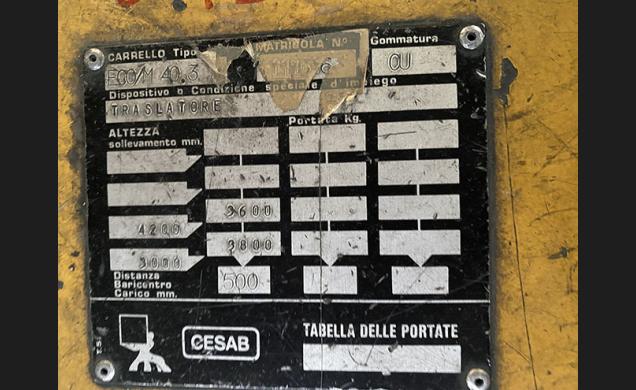 CARRELLO Tipo MATRICOLA N° Gommatura
40.3 CU
Dispositivo o Condizione speciale d'impiego
TRASLATORE
ALTEZZA Portata Kg.
sollevamento mm.
3600
4200 3800
3000
Distanza 500
Baricentro
Carico mm.
CESAB TABELLA DELLE PORTATE